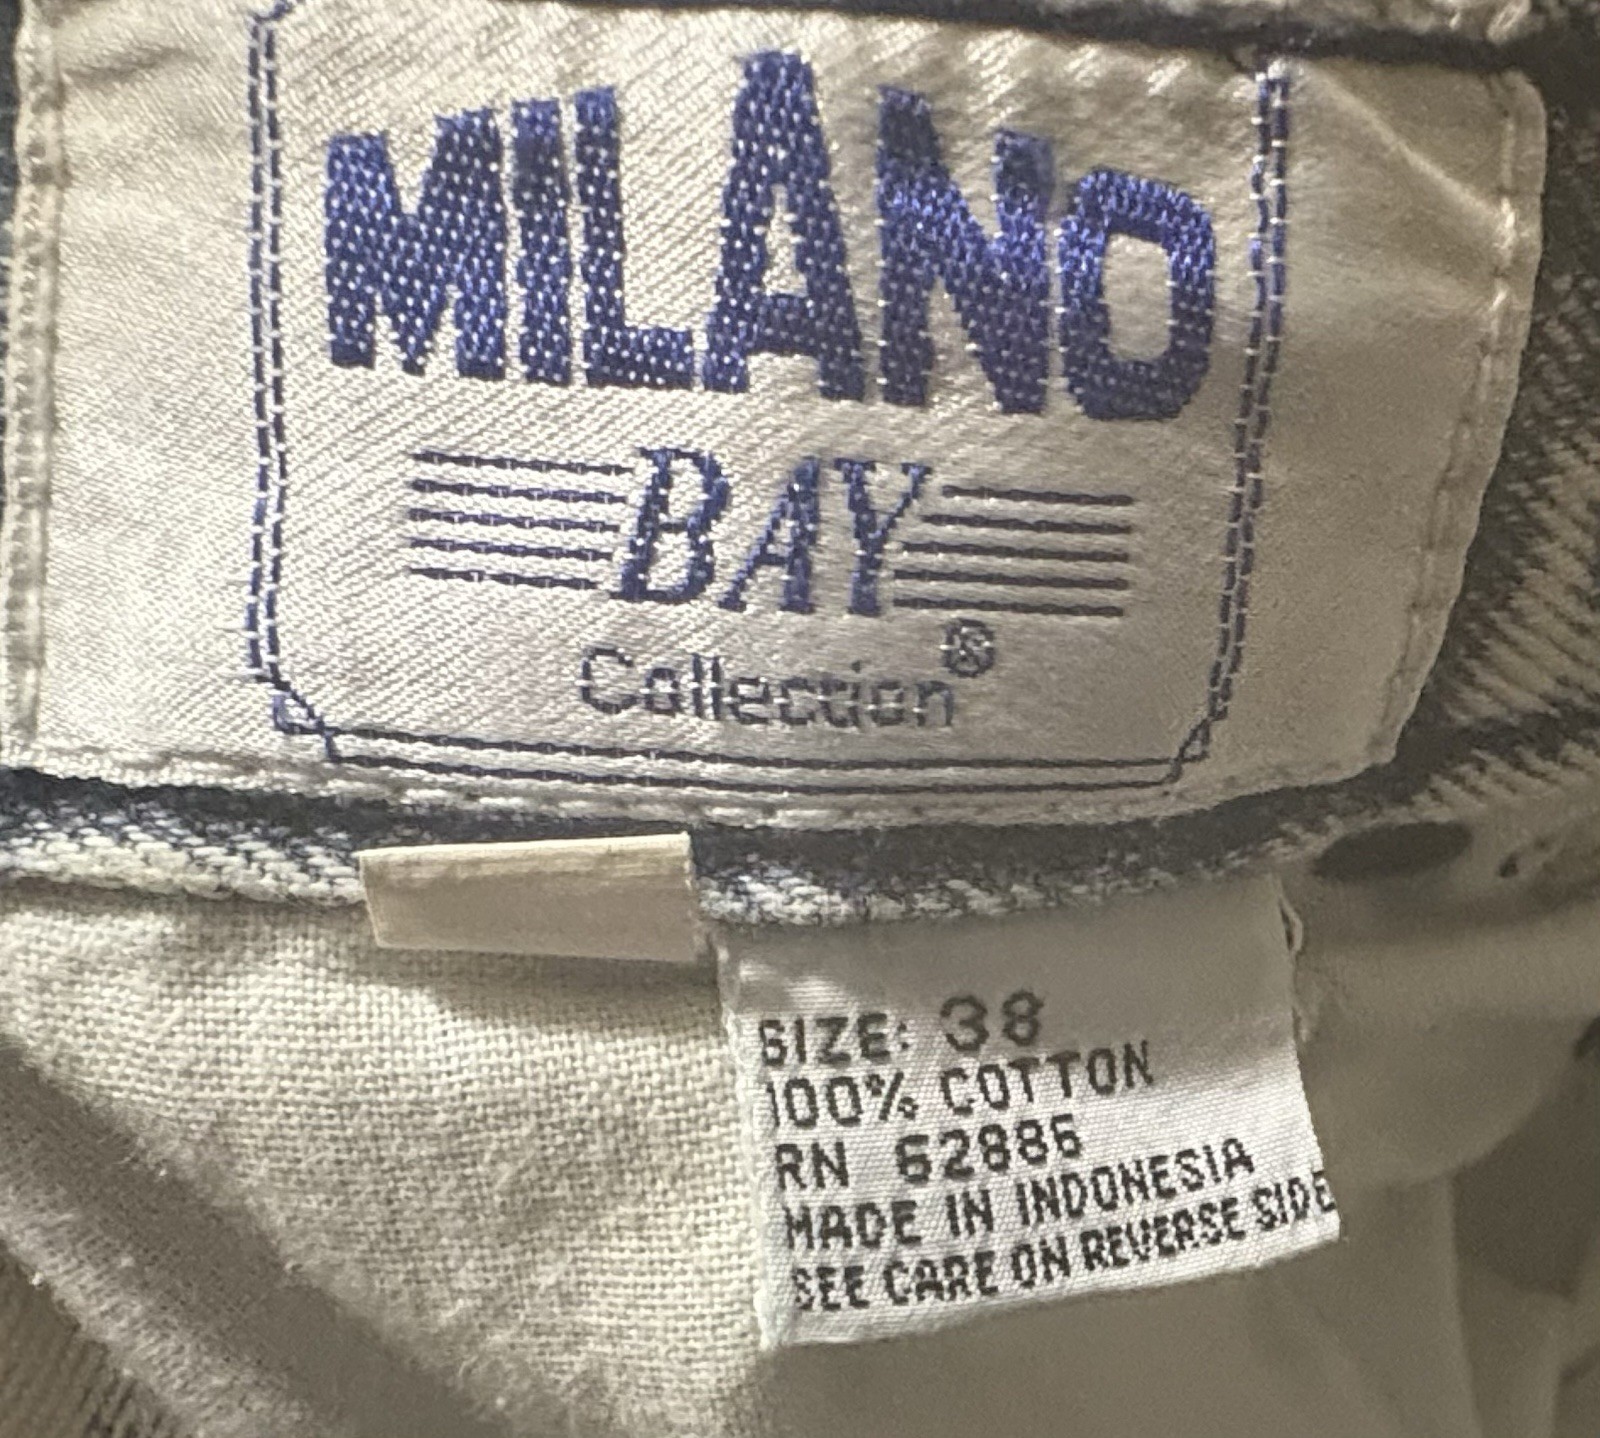 MILANO
BAY
Collection®
SIZE: 38
100% COTTON
RN 62886
MADE IN INDONESIA
SEE CARE ON REVERSE SIDE